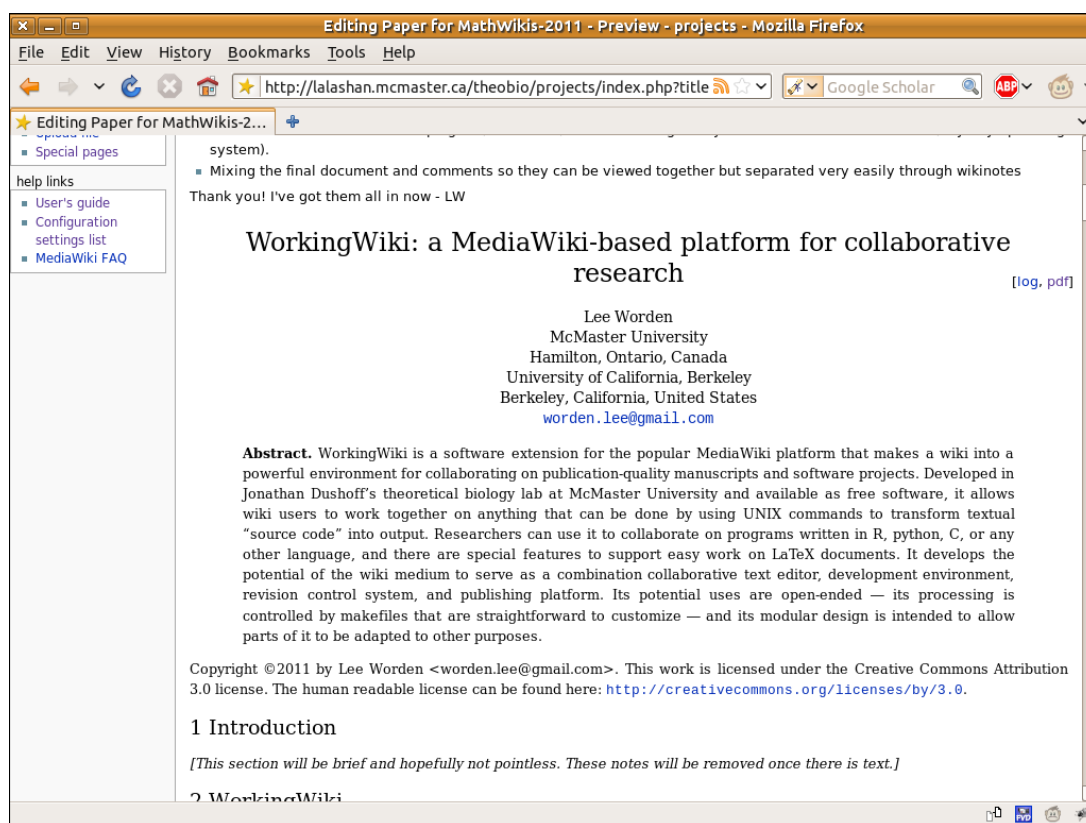 Editing Paper for MathWikis-2011 - Preview - projects - Mozilla Firefox
File Edit View History Bookmarks Tools Help
http://lalashan.mcmaster.ca/theobio/projects/index.php?title
Google Scholar
ABP
Editing Paper for MathWikis-2...
Special pages
help links
User's guide
Configuration
settings list
MediaWiki FAQ
system).
Mixing the final document and comments so they can be viewed together but separated very easily through wikinotes
Thank you! I've got them all in now - LW
WorkingWiki: a MediaWiki-based platform for collaborative
research
[log, pdf]
Lee Worden
McMaster University
Hamilton, Ontario, Canada
University of California, Berkeley
Berkeley, California, United States
worden.lee@gmail.com
Abstract. WorkingWiki is a software extension for the popular MediaWiki platform that makes a wiki into a
powerful environment for collaborating on publication-quality manuscripts and software projects. Developed in
Jonathan Dushoff's theoretical biology lab at McMaster University and available as free software, it allows
wiki users to work together on anything that can be done by using UNIX commands to transform textual
“source code” into output. Researchers can use it to collaborate on programs written in R, python, C, or any
other language, and there are special features to support easy work on LaTeX documents. It develops the
potential of the wiki medium to serve as a combination collaborative text editor, development environment,
revision control system, and publishing platform. Its potential uses are open-ended — its processing is
controlled by makefiles that are straightforward to customize — and its modular design is intended to allow
parts of it to be adapted to other purposes.
Copyright ©2011 by Lee Worden <worden.lee@gmail.com>. This work is licensed under the Creative Commons Attribution
3.0 license. The human readable license can be found here: http://creativecommons.org/licenses/by/3.0.
1 Introduction
[This section will be brief and hopefully not pointless. These notes will be removed once there is text.]
2 WorkingWiki
FVD